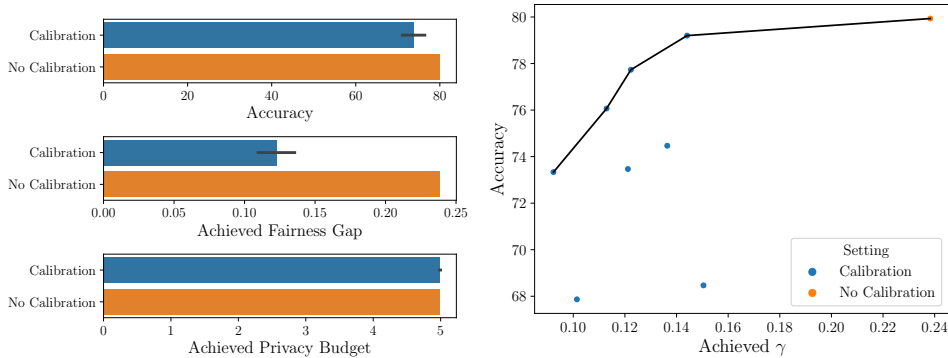 Calibration
No Calibration
0 20 40 60 80
Accuracy
Calibration
No Calibration
0.00 0.05 0.10 0.15 0.20 0.25
Achieved Fairness Gap
Calibration
No Calibration
0 1 2 3 4 5
Achieved Privacy Budget
Accuracy
80
78
76
74
72
70
68
Setting
Calibration
No Calibration
0.10 0.12 0.14 0.16 0.18 0.20 0.22 0.24
Achieved γ